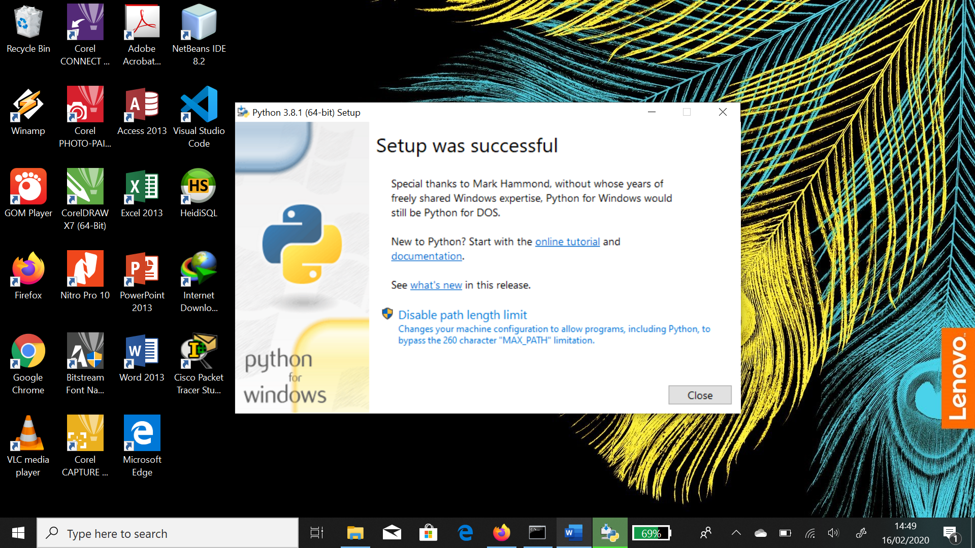 Recycle Bin
Corel
CONNECT ...
Adobe
Acrobat...
NetBeans IDE
8.2
Winamp
Corel
PHOTO-PAI...
Access 2013
Visual Studio
Code
GOM Player
CorelDRAW
X7 (64-Bit)
Excel 2013
HeidiSQL
Firefox
Nitro Pro 10
PowerPoint
2013
Internet
Downlo...
Google
Chrome
Bitstream
Font Na...
Word 2013
Cisco Packet
Tracer Stu...
VLC media
player
Corel
CAPTURE ...
Microsoft
Edge
Python 3.8.1 (64-bit) Setup
Setup was successful
Special thanks to Mark Hammond, without whose years of
freely shared Windows expertise, Python for Windows would
still be Python for DOS.
New to Python? Start with the online tutorial and
documentation.
See what's new in this release.
Disable path length limit
Changes your machine configuration to allow programs, including Python, to
bypass the 260 character "MAX_PATH" limitation.
python
for
windows
Close
Lenovo
Type here to search
69%
14:49
16/02/2020
1